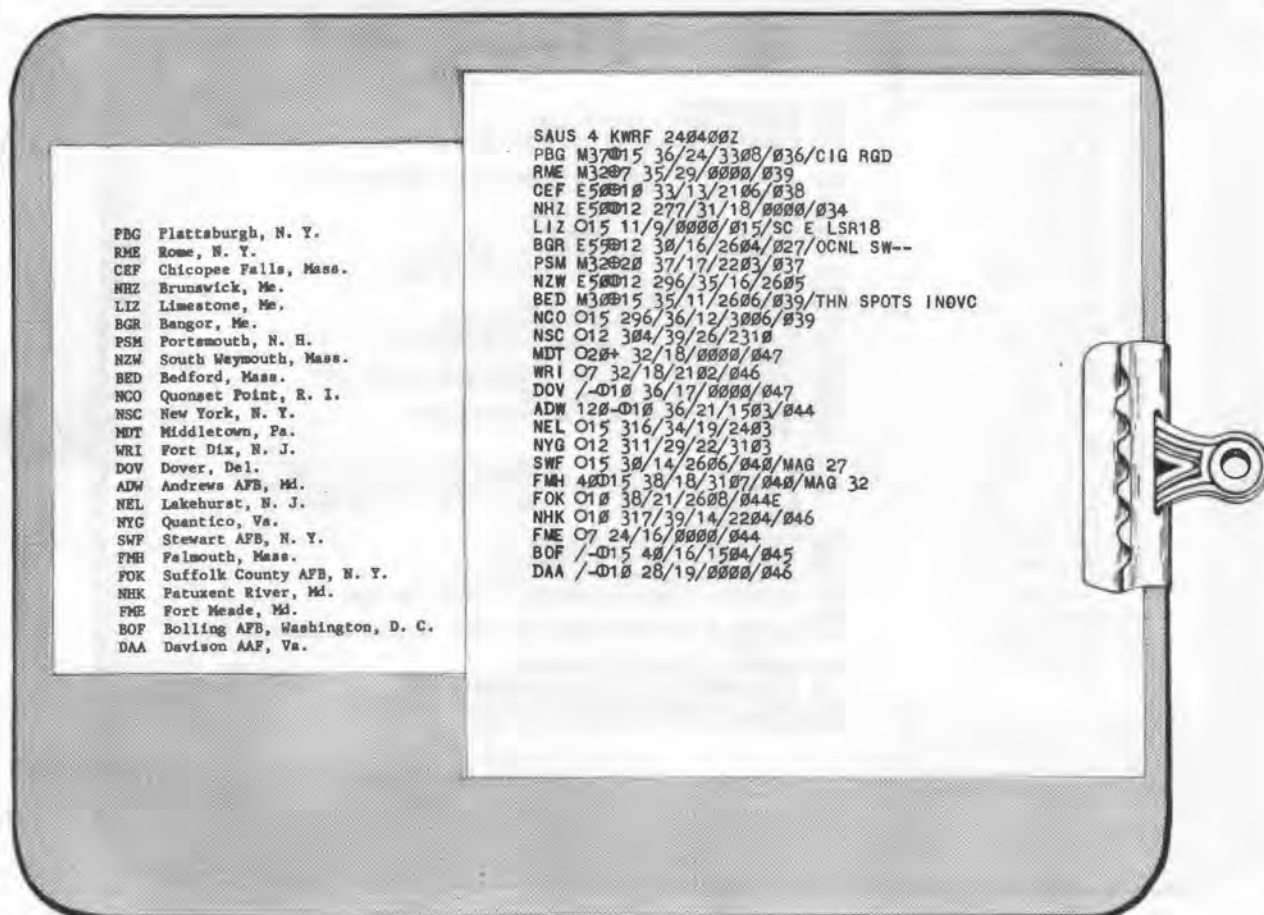 PBG Plattsburgh, N. Y.
RME Rome, N. Y.
CEF Chicopee Falls, Mass.
NHZ Brunswick, Me.
LIZ Limestone, Me.
BGR Bangor, Me.
PSM Portsmouth, N. H.
NZW South Weymouth, Mass.
BED Bedford, Mass.
NCO Quonset Point, R. I.
NSC New York, N. Y.
MDT Middletown, Pa.
WRI Fort Dix, N. J.
DOV Dover, Del.
ADW Andrews AFB, Md.
NEL Lakehurst, N. J.
NYG Quantico, Va.
SWF Stewart AFB, N. Y.
FMH Falmouth, Mass.
FOK Suffolk County AFB, N. Y.
NHK Patuxent River, Md.
FME Fort Meade, Md.
BOF Bolling AFB, Washington, D. C.
DAA Davison AAF, Va.
SAUS 4 KWRF 24Ø4ØØZ
PBG M37⊕15 36/24/33Ø8/Ø36/CIG RGD
RME M32⊕7 35/29/ØØØØ/Ø39
CEF E5Ø⊕1Ø 33/13/21Ø6/Ø38
NHZ E5Ø⦶12 277/31/18/ØØØØ/Ø34
LIZ O15 11/9/ØØØØ/Ø15/SC E LSR18
BGR E55⊕12 3Ø/16/26Ø4/Ø27/OCNL SW--
PSM M32⊕2Ø 37/17/22Ø3/Ø37
NZW E5Ø⦶12 296/35/16/26Ø5
BED M3Ø⊕15 35/11/26Ø6/Ø39/THN SPOTS INØVC
NCO O15 296/36/12/3ØØ6/Ø39
NSC O12 3Ø4/39/26/231Ø
MDT O2Ø+ 32/18/ØØØØ/Ø47
WRI O7 32/18/21Ø2/Ø46
DOV /-⦶1Ø 36/17/ØØØØ/Ø47
ADW 12Ø-⦶1Ø 36/21/15Ø3/Ø44
NEL O15 316/34/19/24Ø3
NYG O12 311/29/22/31Ø3
SWF O15 3Ø/14/26Ø6/Ø4Ø/MAG 27
FMH 4Ø⦶15 38/18/31Ø7/Ø4Ø/MAG 32
FOK O1Ø 38/21/26Ø8/Ø44E
NHK O1Ø 317/39/14/22Ø4/Ø46
FME O7 24/16/ØØØØ/Ø44
BOF /-⦶15 4Ø/16/15Ø4/Ø45
DAA /-⦶1Ø 28/19/ØØØØ/Ø46